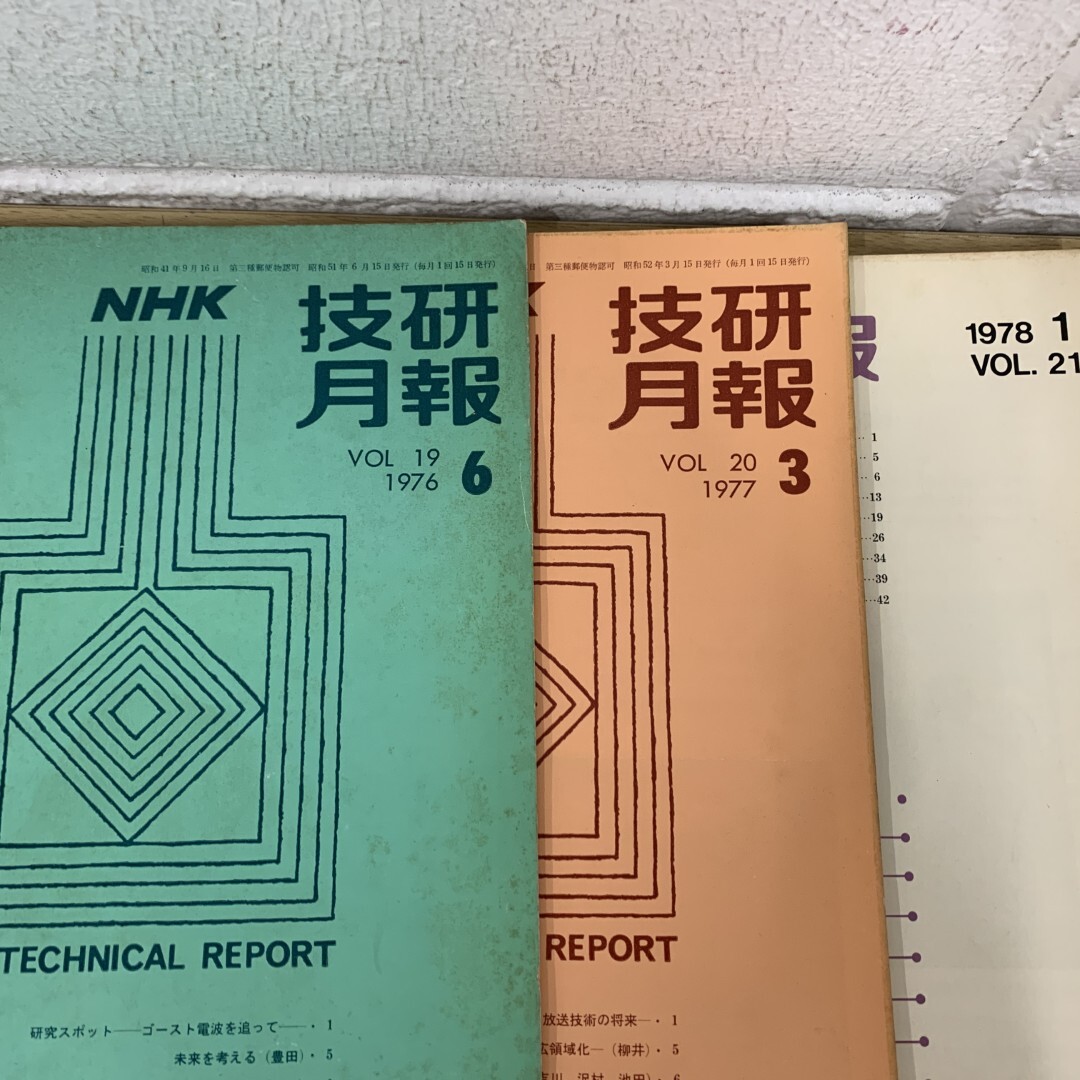 昭和41年9月16日 第三種郵便物認可 昭和51年6月15日発行(毎月1回15日発行)
NHK
技研
月報
VOL 19
1976 6
TECHNICAL REPORT
研究スポット――ゴースト電波を追って――・1
未来を考える(豊田)・5
日 第三種郵便物認可 昭和52年3月15日発行(毎月1回15日発行)
K
技研
月報
VOL 20
1977 3
REPORT
放送技術の将来―・1
広領域化―(柳井)・5
沢村 池田)・6
報
1978 1
VOL. 21
1
5
6
13
19
26
34
39
42